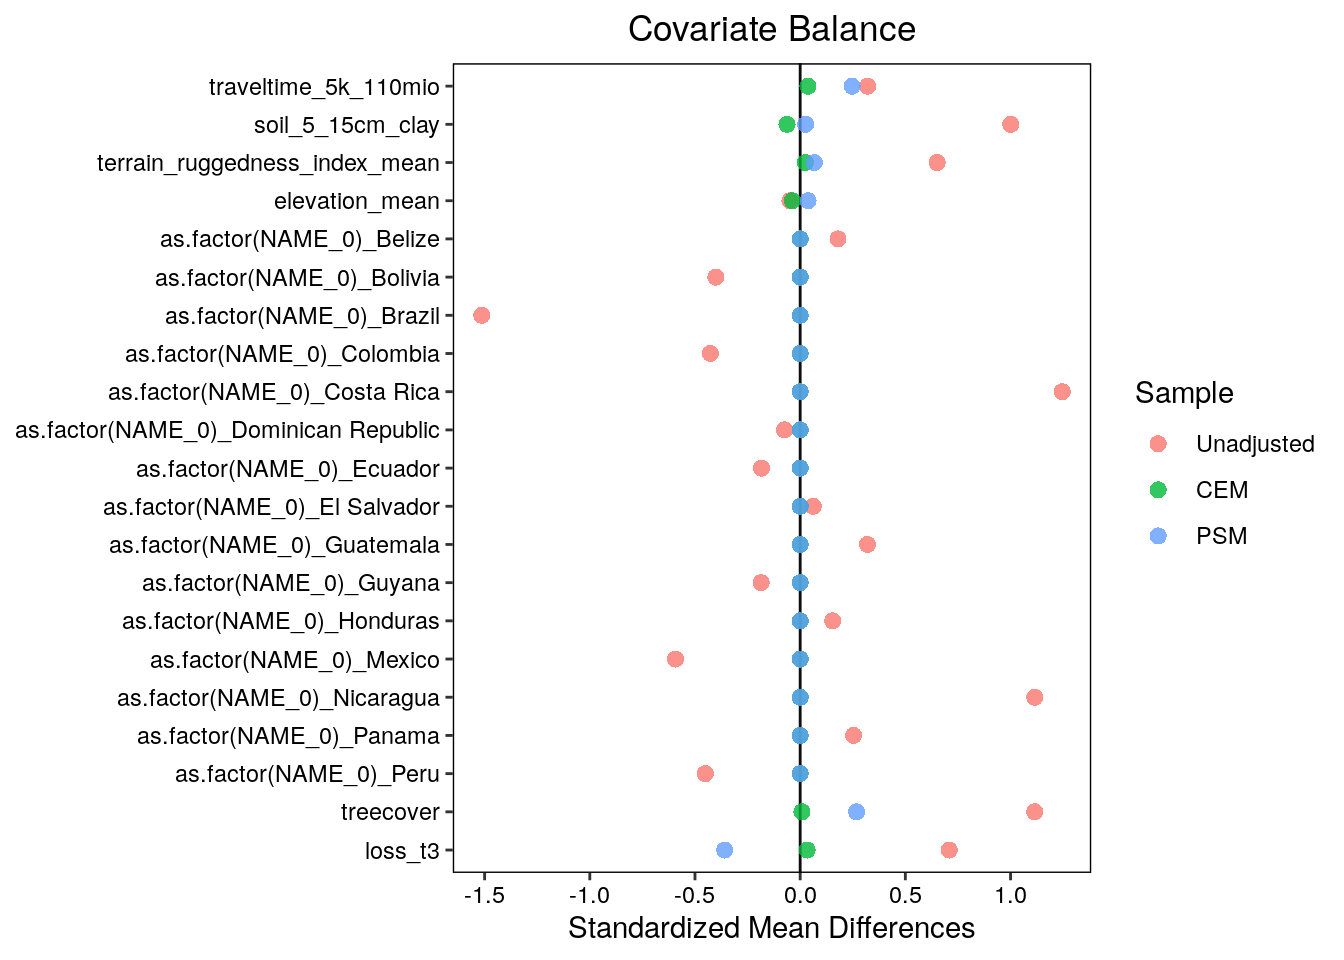 Covariate Balance
traveltime_5k_110mio
soil_5_15cm_clay
terrain_ruggedness_index_mean
elevation_mean
as.factor(NAME_0)_Belize
as.factor(NAME_0)_Bolivia
as.factor(NAME_0)_Brazil
as.factor(NAME_0)_Colombia
as.factor(NAME_0)_Costa Rica
as.factor(NAME_0)_Dominican Republic
as.factor(NAME_0)_Ecuador
as.factor(NAME_0)_El Salvador
as.factor(NAME_0)_Guatemala
as.factor(NAME_0)_Guyana
as.factor(NAME_0)_Honduras
as.factor(NAME_0)_Mexico
as.factor(NAME_0)_Nicaragua
as.factor(NAME_0)_Panama
as.factor(NAME_0)_Peru
treecover
loss_t3
-1.5 -1.0 -0.5 0.0 0.5 1.0
Standardized Mean Differences
Sample
Unadjusted
CEM
PSM